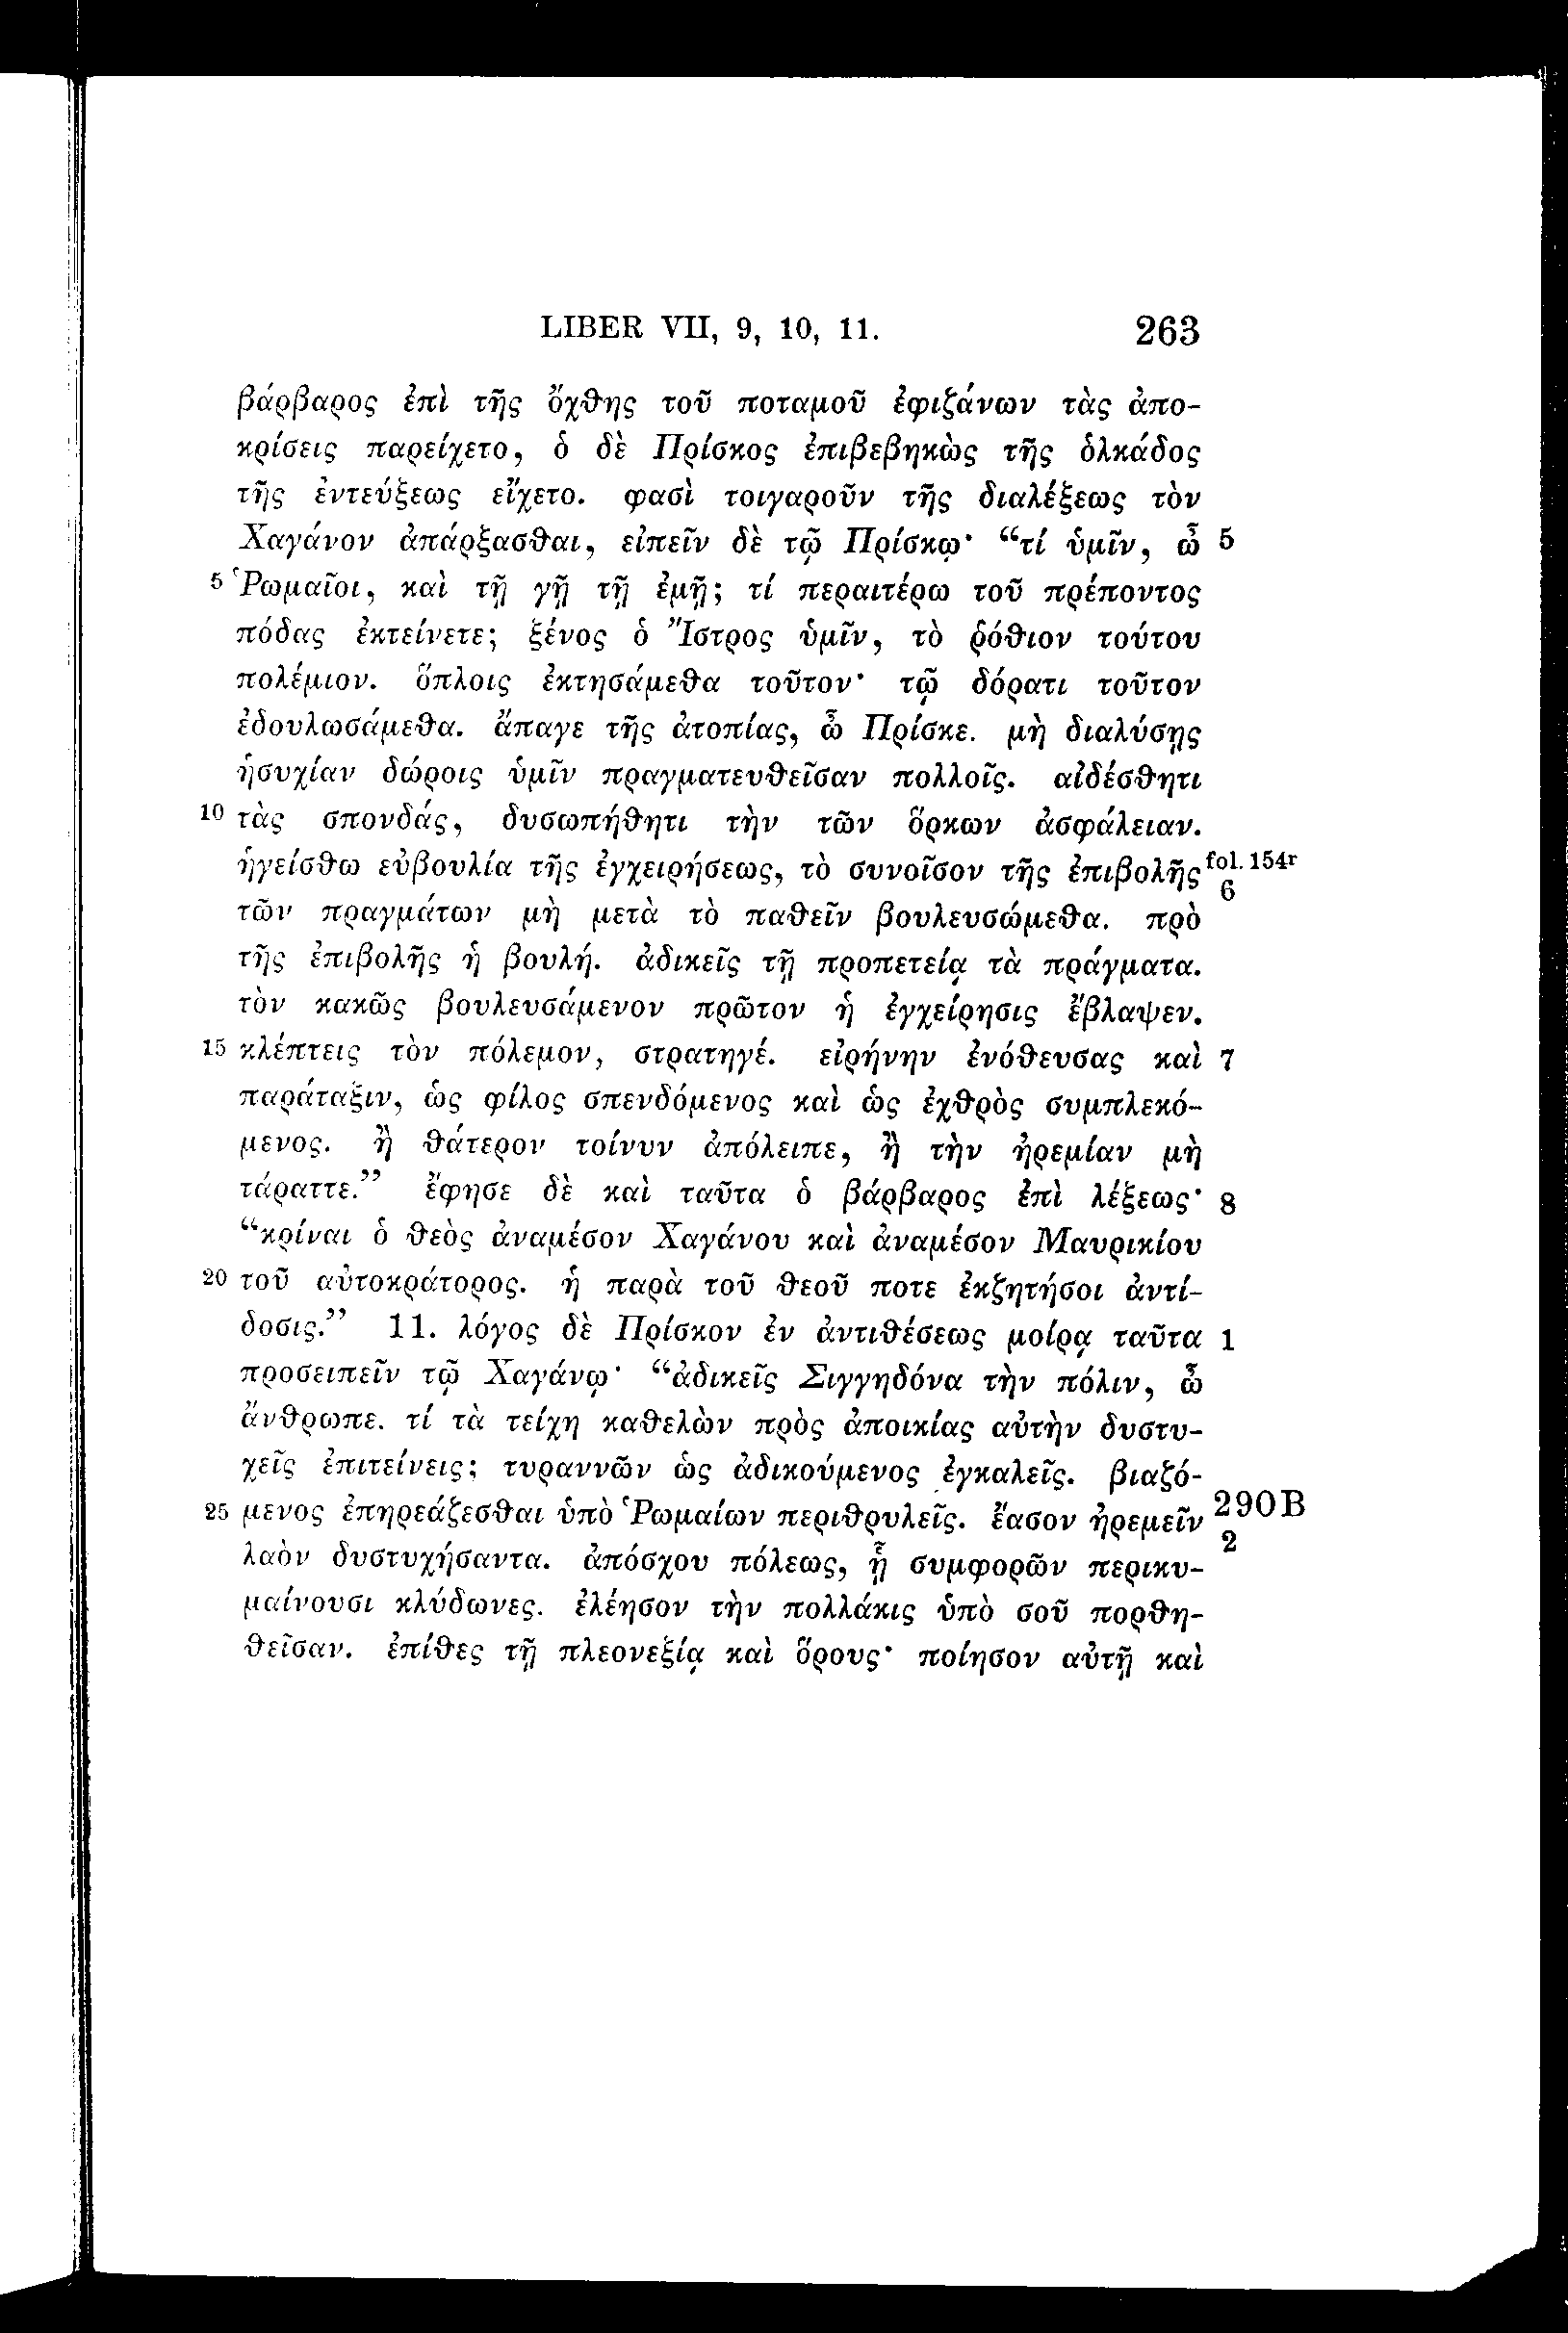 LIBER VII, 9, 10, 11. 263
βάρβαρος ἐπὶ τῆς ὄχθης τοῦ ποταμοῦ ἐφιζάνων τὰς ἀπο-
κρίσεις παρείχετο, ὁ δὲ Πρίσκος ἐπιβεβηκὼς τῆς ὁλκάδος
τῆς ἐντεύξεως εἴχετο. φασὶ τοιγαροῦν τῆς διαλέξεως τὸν
Χαγάνον ἀπάρξασθαι, εἰπεῖν δὲ τῷ Πρίσκῳ· “τί ὑμῖν, ὦ 5
5 Ῥωμαῖοι, καὶ τῇ γῇ τῇ ἐμῇ; τί περαιτέρω τοῦ πρέποντος
πόδας ἐκτείνετε; ξένος ὁ Ἴστρος ὑμῖν, τὸ ῥόθιον τούτου
πολέμιον. ὅπλοις ἐκτησάμεθα τοῦτον· τῷ δόρατι τοῦτον
ἐδουλωσάμεθα. ἄπαγε τῆς ἀτοπίας, ὦ Πρίσκε. μὴ διαλύσῃς
ἡσυχίαν δώροις ὑμῖν πραγματευθεῖσαν πολλοῖς. αἰδέσθητι
10 τὰς σπονδάς, δυσωπήθητι τὴν τῶν ὅρκων ἀσφάλειαν.
ἡγείσθω εὐβουλία τῆς ἐγχειρήσεως, τὸ συνοῖσον τῆς ἐπιβολῆς fol. 154r
6
τῶν πραγμάτων μὴ μετὰ τὸ παθεῖν βουλευσώμεθα. πρὸ
τῆς ἐπιβολῆς ἡ βουλή. ἀδικεῖς τῇ προπετείᾳ τὰ πράγματα.
τὸν κακῶς βουλευσάμενον πρῶτον ἡ ἐγχείρησις ἔβλαψεν.
15 κλέπτεις τὸν πόλεμον, στρατηγέ. εἰρήνην ἐνόθευσας καὶ 7
παράταξιν, ὡς φίλος σπενδόμενος καὶ ὡς ἐχθρὸς συμπλεκό-
μενος. ἢ θάτερον τοίνυν ἀπόλειπε, ἢ τὴν ἠρεμίαν μὴ
τάραττε.” ἔφησε δὲ καὶ ταῦτα ὁ βάρβαρος ἐπὶ λέξεως· 8
“κρίναι ὁ θεὸς ἀναμέσον Χαγάνου καὶ ἀναμέσον Μαυρικίου
20 τοῦ αὐτοκράτορος. ἡ παρὰ τοῦ θεοῦ ποτε ἐκζητήσοι ἀντί-
δοσις.” 11. λόγος δὲ Πρίσκον ἐν ἀντιθέσεως μοίρᾳ ταῦτα 1
προσειπεῖν τῷ Χαγάνῳ· “ἀδικεῖς Σιγγηδόνα τὴν πόλιν, ὦ
ἄνθρωπε. τί τὰ τείχη καθελὼν πρὸς ἀποικίας αὐτὴν δυστυ-
χεῖς ἐπιτείνεις; τυραννῶν ὡς ἀδικούμενος ἐγκαλεῖς. βιαζό-
25 μενος ἐπηρεάζεσθαι ὑπὸ Ῥωμαίων περιθρυλεῖς. ἔασον ἠρεμεῖν 290B
2
λαὸν δυστυχήσαντα. ἀπόσχου πόλεως, ᾗ συμφορῶν περικυ-
μαίνουσι κλύδωνες. ἐλέησον τὴν πολλάκις ὑπὸ σοῦ πορθη-
θεῖσαν. ἐπίθες τῇ πλεονεξίᾳ καὶ ὅρους· ποίησον αὐτῇ καὶ